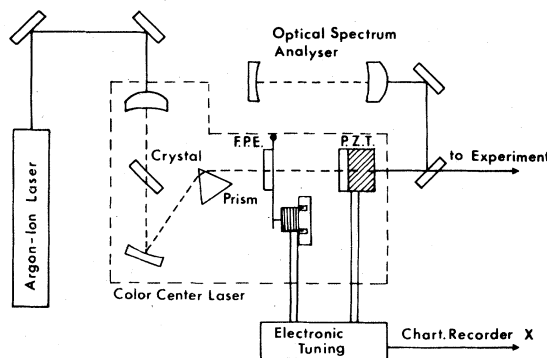 Optical Spectrum
Analyser
F.P.E.
P.Z.T.
Crystal
to Experiment
Prism
Argon-Ion Laser
Color Center Laser
Electronic
Tuning
Chart. Recorder X